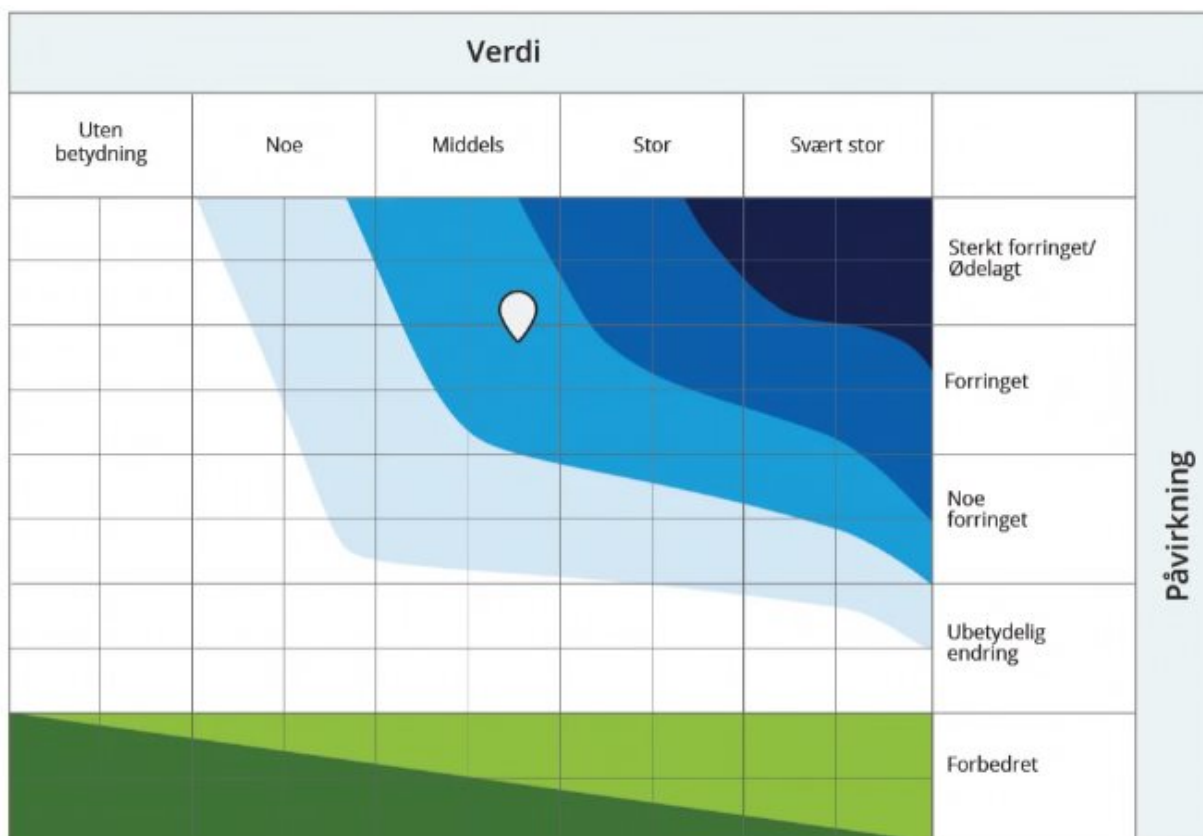 Verdi
Uten
betydning
Noe
Middels
Stor
Svært stor
Sterkt forringet/
Ødelagt
Forringet
Noe
forringet
Ubetydelig
endring
Forbedret
Påvirkning